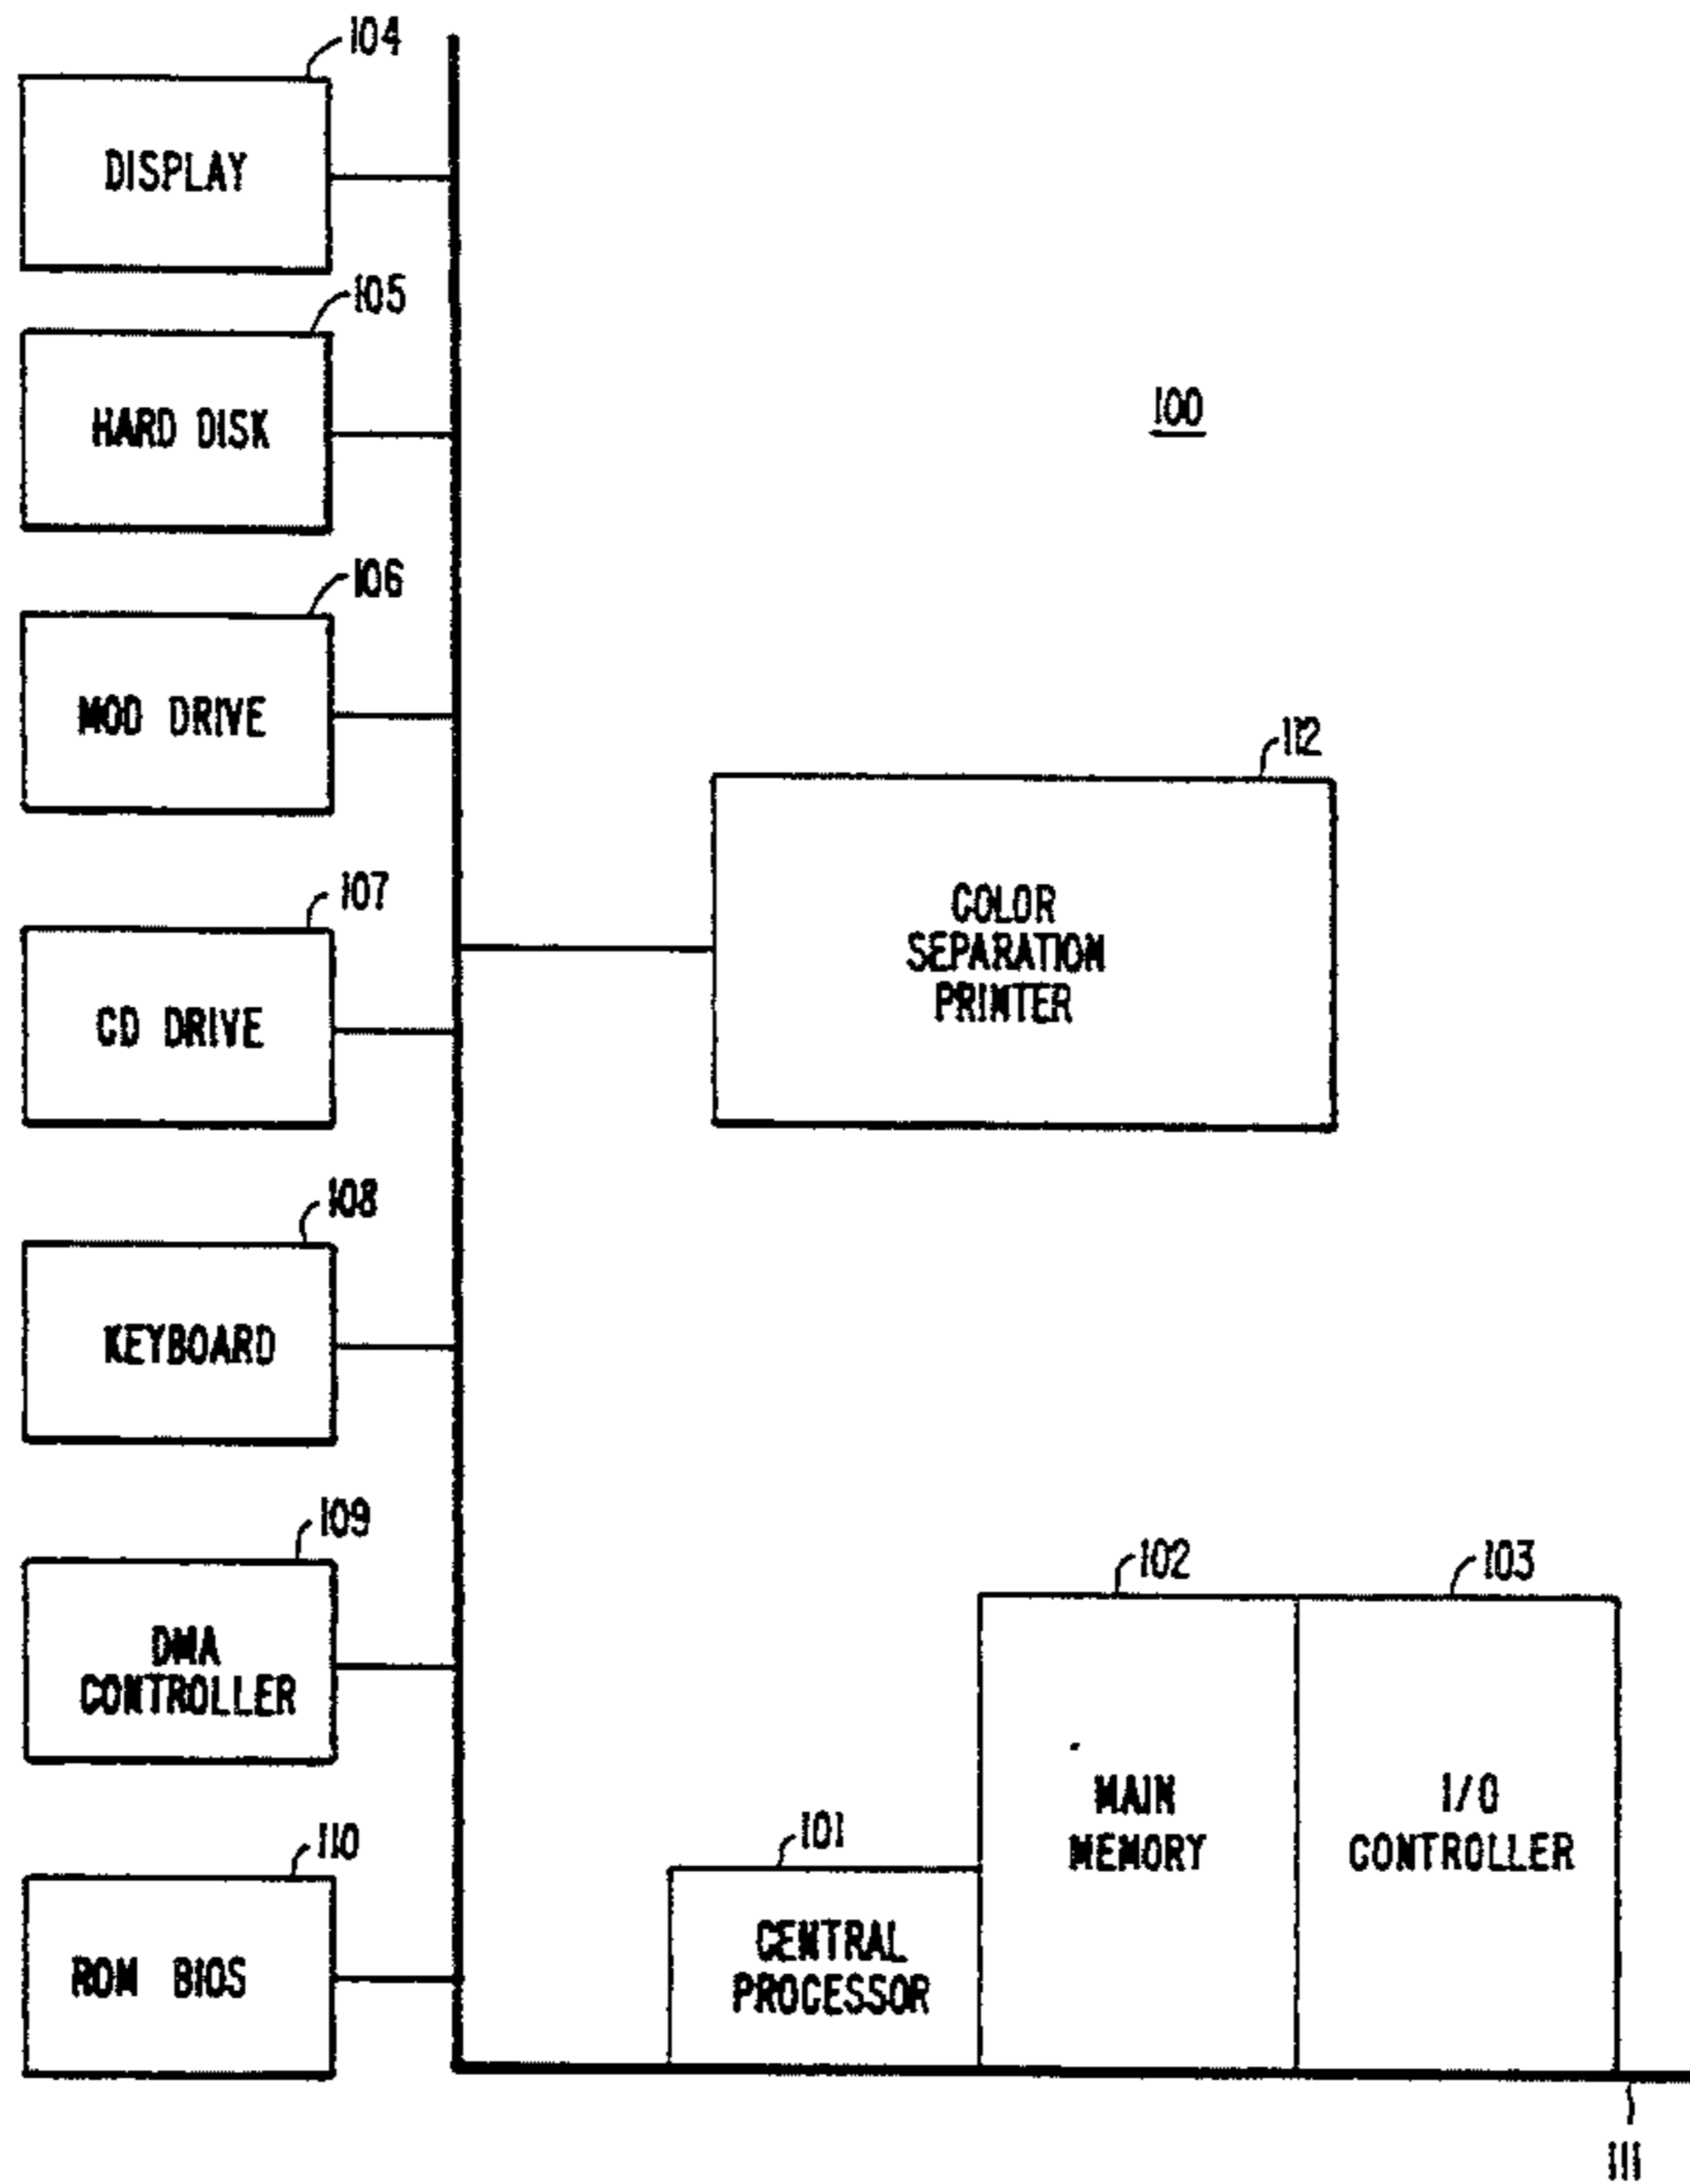 104
DISPLAY
105
HARD DISK
100
106
MOD DRIVE
112
COLOR
SEPARATION
PRINTER
107
CD DRIVE
108
KEYBOARD
109
DMA
CONTROLLER
102
103
MAIN
MEMORY
I/O
CONTROLLER
101
CENTRAL
PROCESSOR
110
ROM BIOS
111